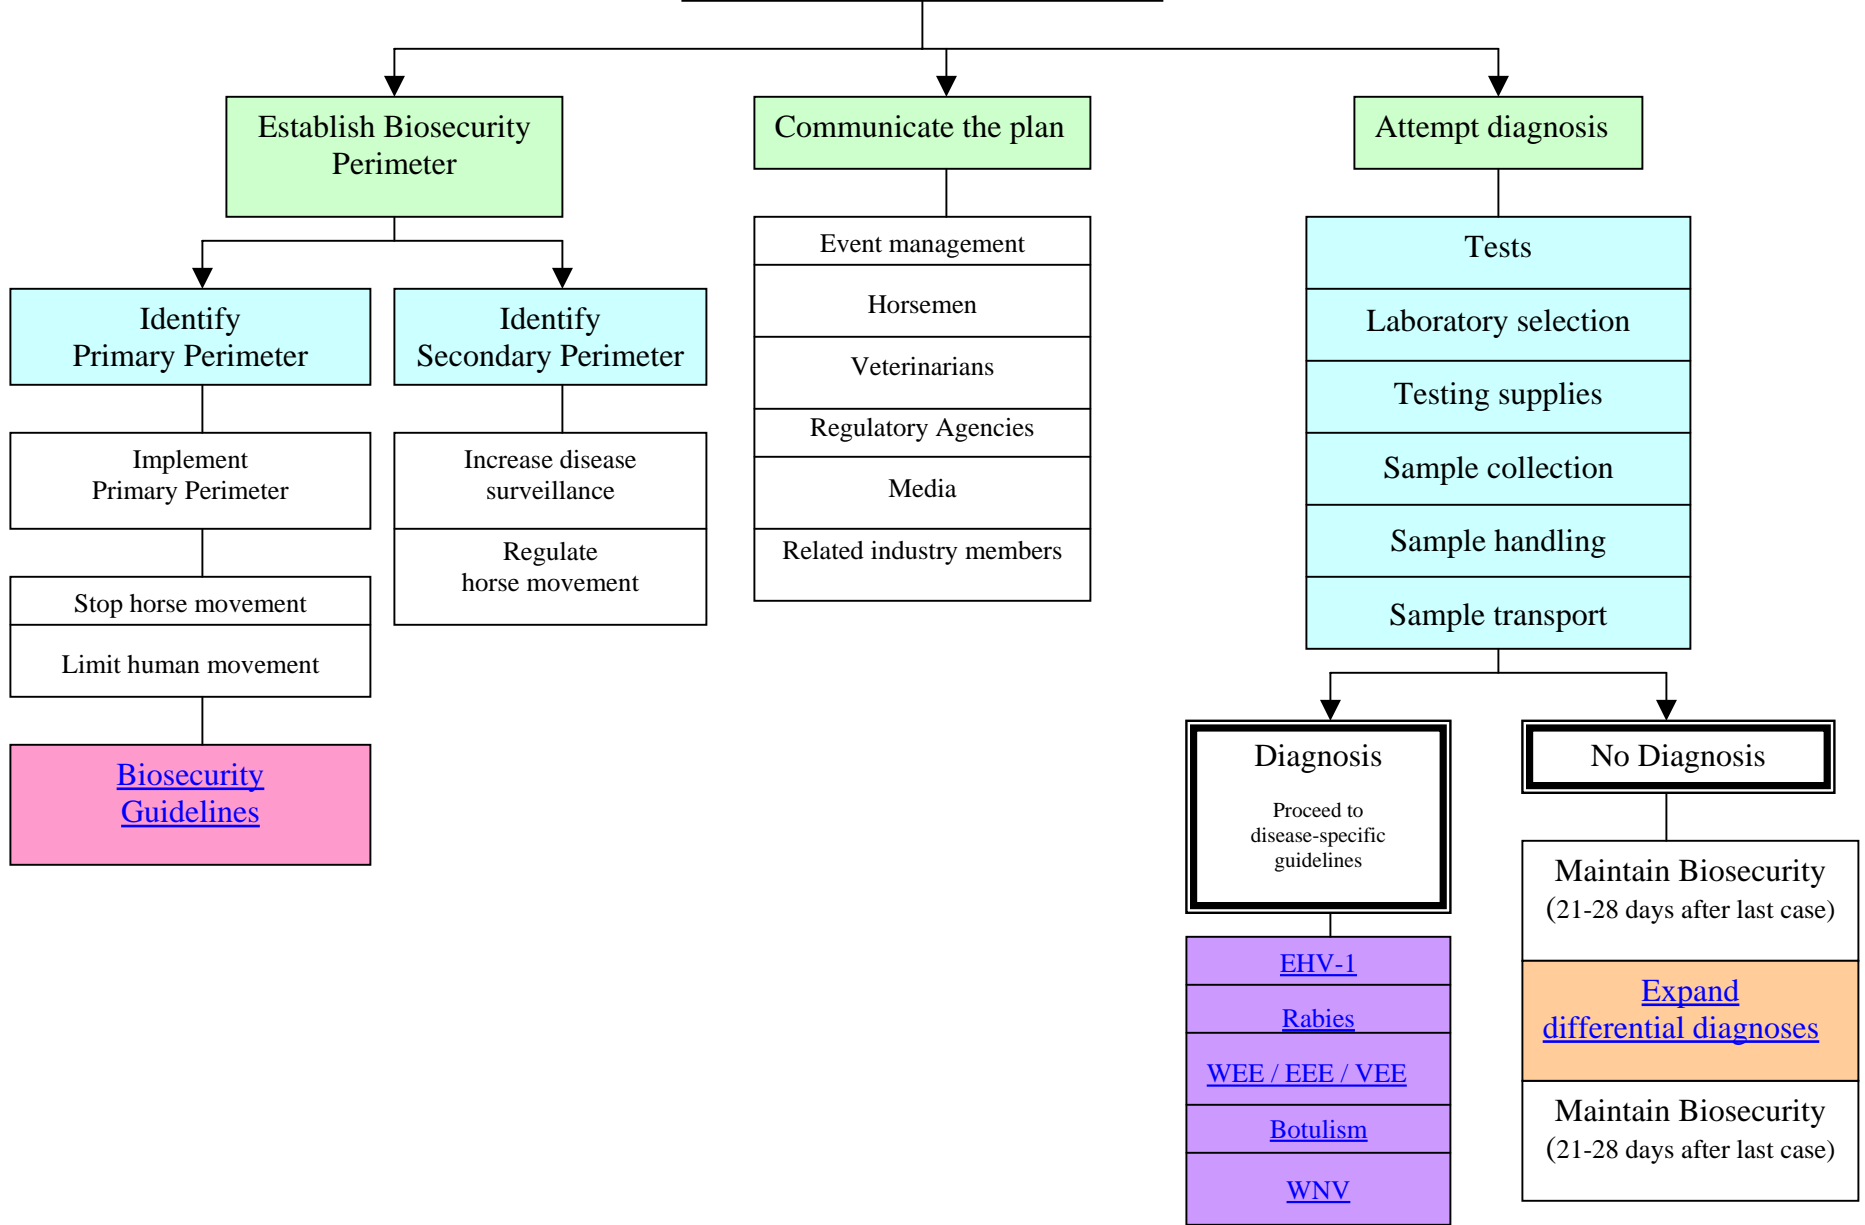 Establish Biosecurity
Perimeter
Communicate the plan
Attempt diagnosis
Identify
Primary Perimeter
Identify
Secondary Perimeter
Implement
Primary Perimeter
Stop horse movement
Limit human movement
Biosecurity
Guidelines
Increase disease
surveillance
Regulate
horse movement
Event management
Horsemen
Veterinarians
Regulatory Agencies
Media
Related industry members
Tests
Laboratory selection
Testing supplies
Sample collection
Sample handling
Sample transport
Diagnosis
Proceed to
disease-specific
guidelines
EHV-1
Rabies
WEE / EEE / VEE
Botulism
WNV
No Diagnosis
Maintain Biosecurity
(21-28 days after last case)
Expand
differential diagnoses
Maintain Biosecurity
(21-28 days after last case)